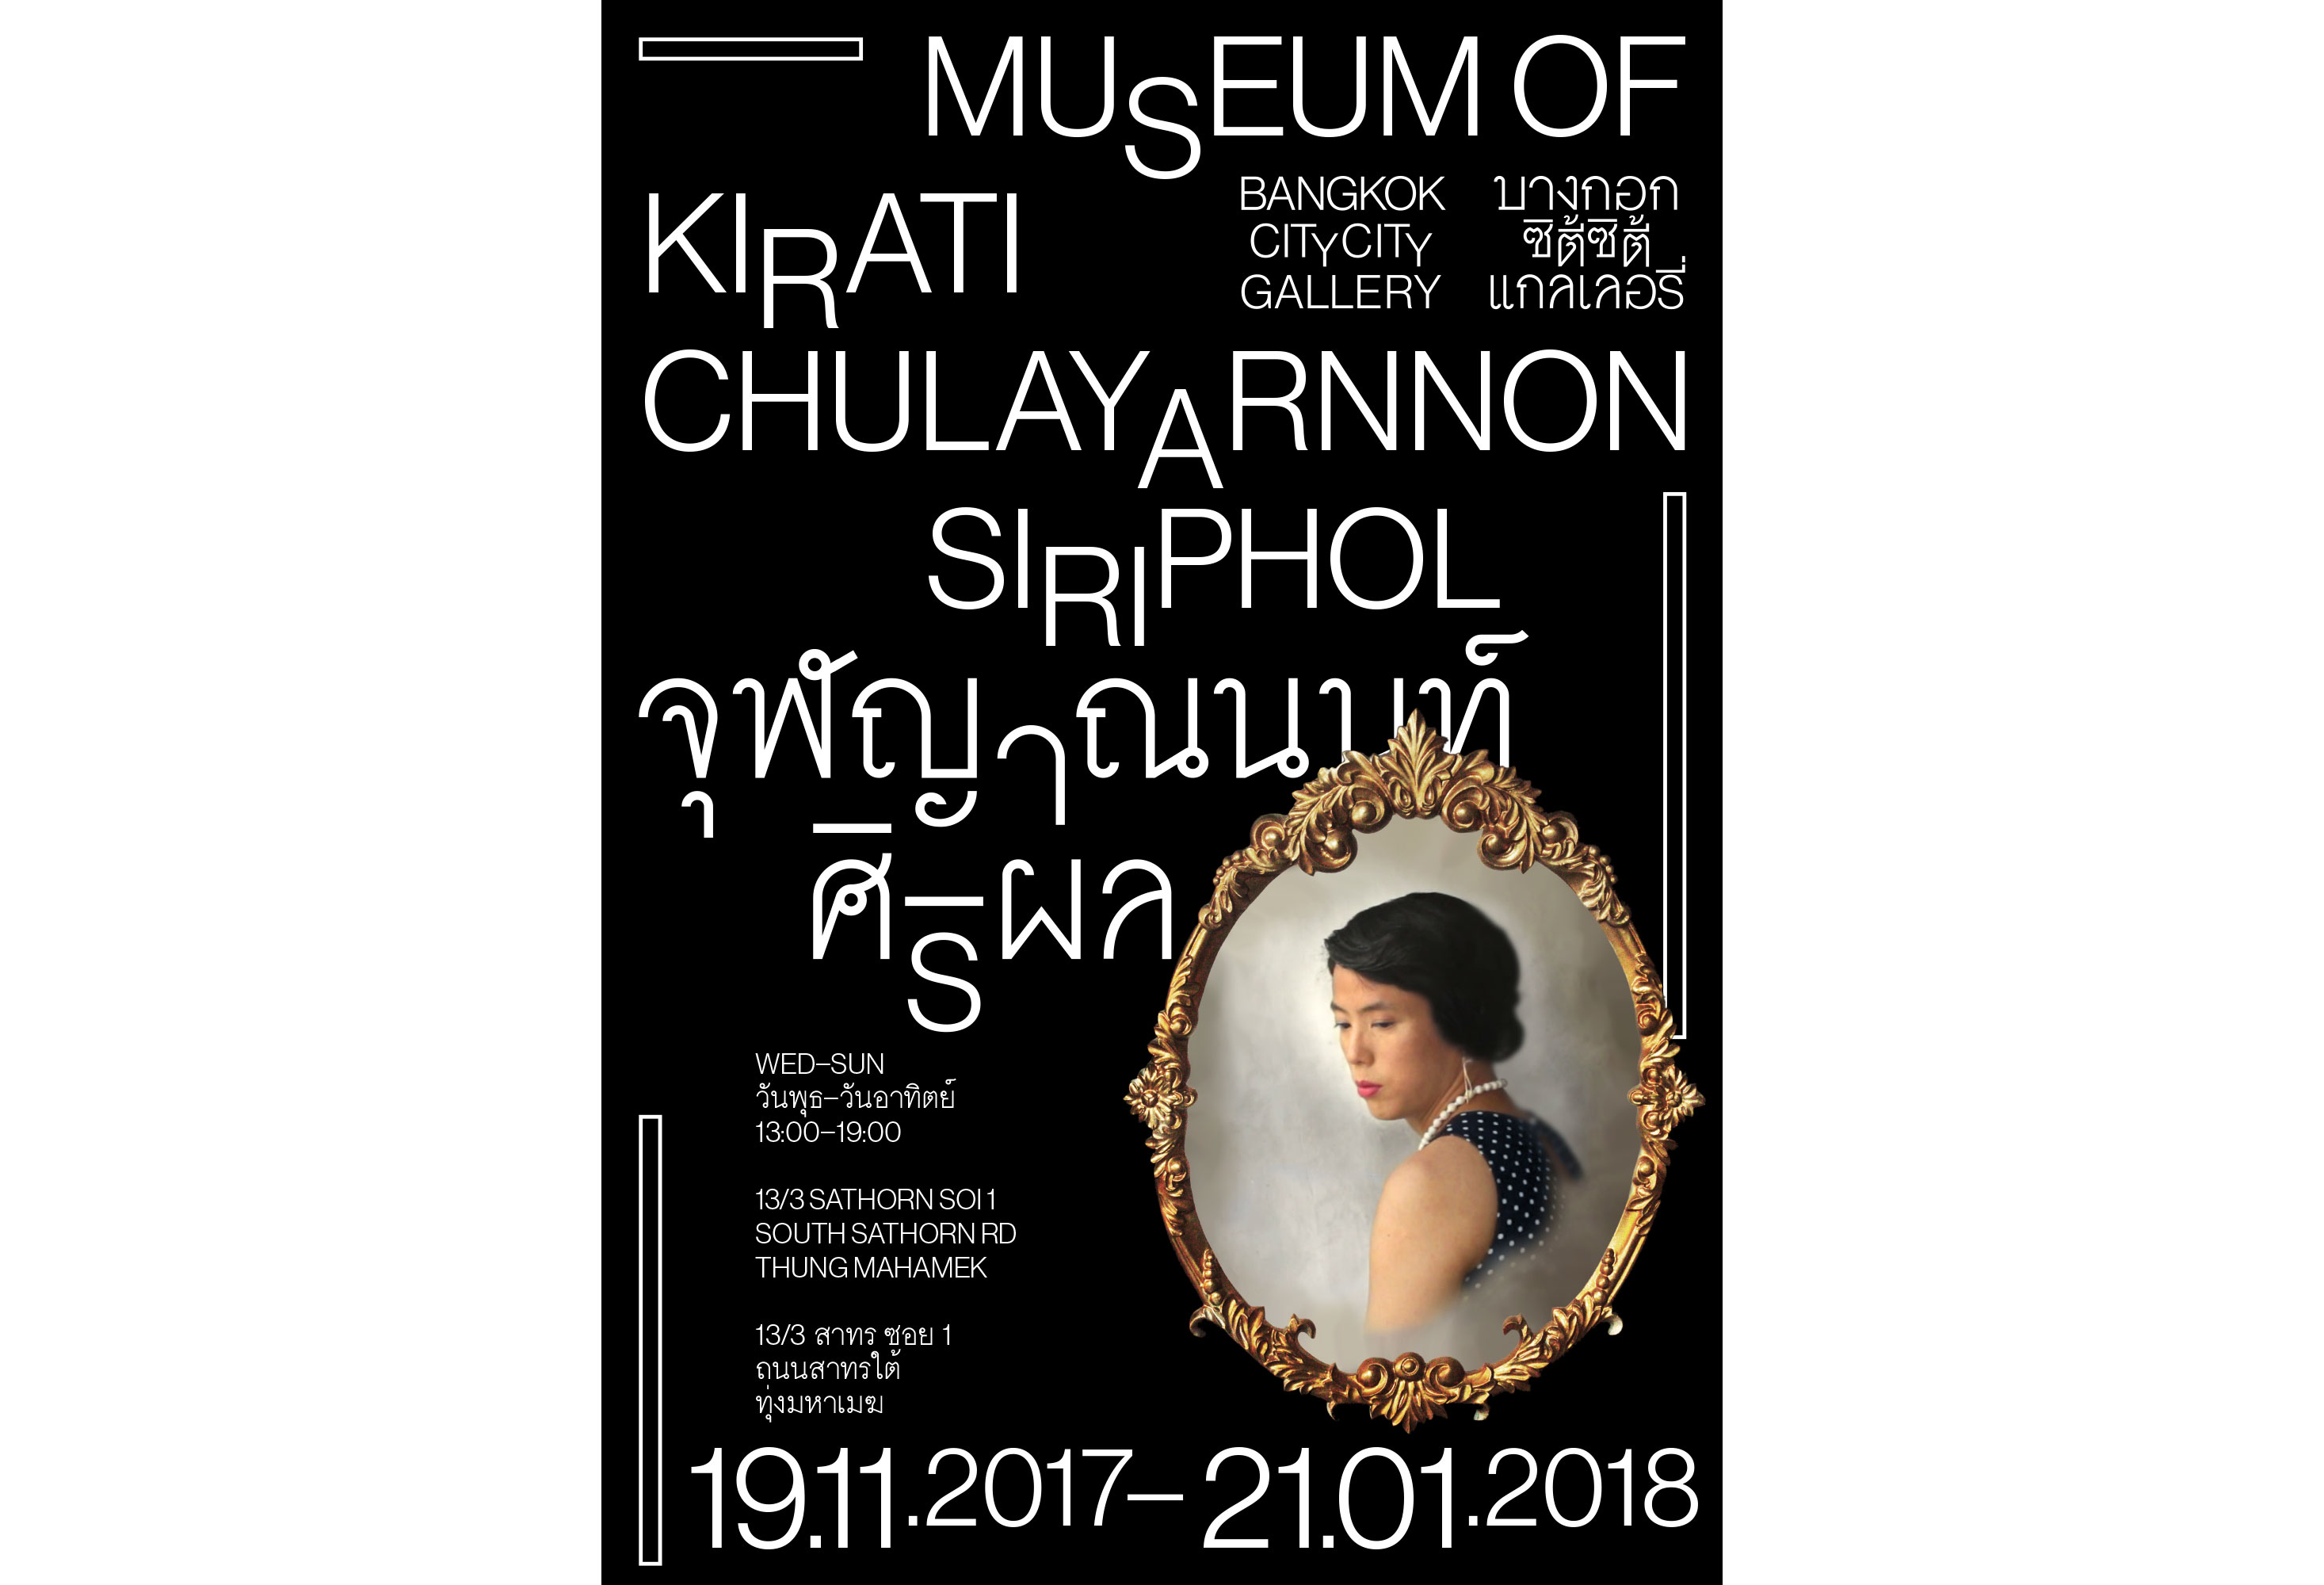 MUSEUM OF
KIRATI
BANGKOK
CITYCITY
GALLERY
บางกอก
ซิตี้ซิตี้
แกลเลอรี่
CHULAYARNNON
SIRIPHOL
จุฬัญาณนนท์
ศิริผล
WED–SUN
วันพุธ–วันอาทิตย์
13:00–19:00
13/3 SATHORN SOI 1
SOUTH SATHORN RD
THUNG MAHAMEK
13/3 สาทร ซอย 1
ถนนสาทรใต้
ทุ่งมหาเมฆ
19.11.2017–21.01.2018